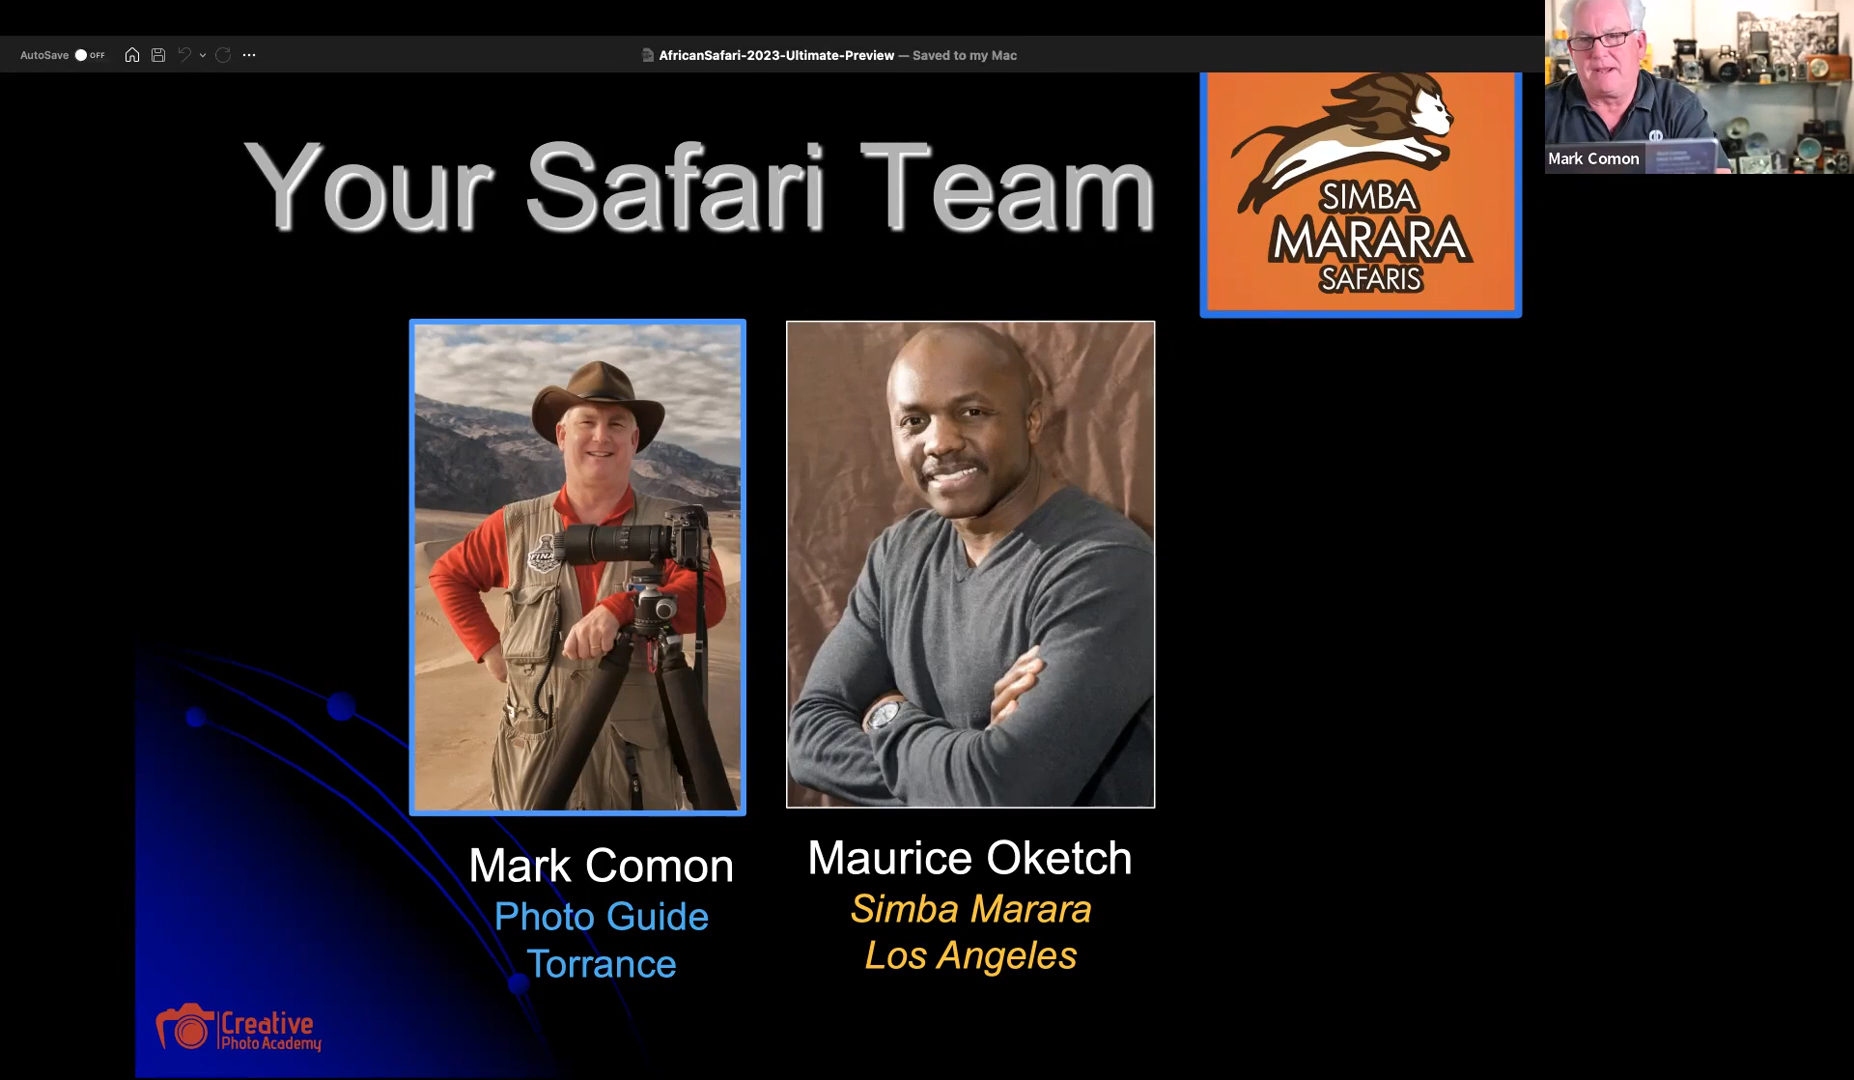 AutoSave OFF
AfricanSafari-2023-Ultimate-Preview — Saved to my Mac
Mark Comon
Your Safari Team
SIMBA
MARARA
SAFARIS
FINAL
Mark Comon
Photo Guide
Torrance
Maurice Oketch
Simba Marara
Los Angeles
Creative
Photo Academy